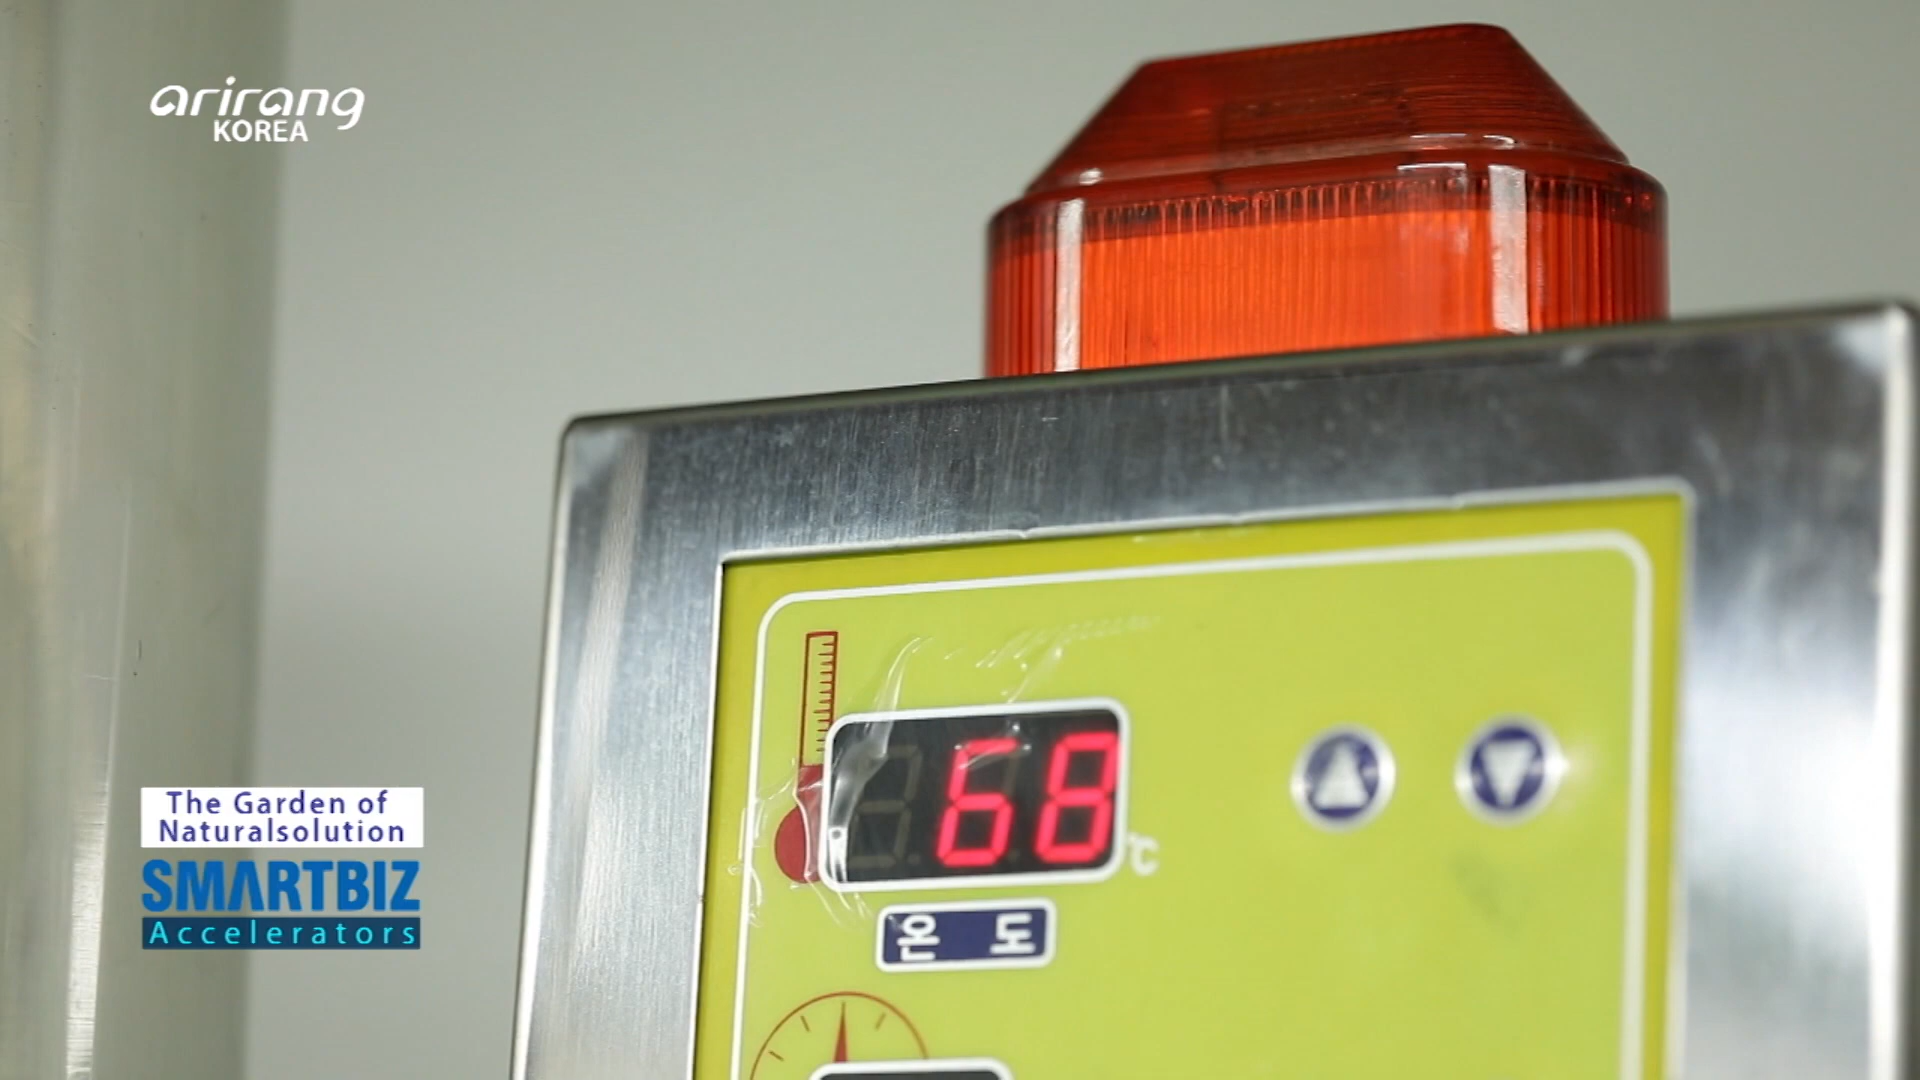 arirang
KOREA
68
℃
온 도
The Garden of
Naturalsolution
SMARTBIZ
Accelerators